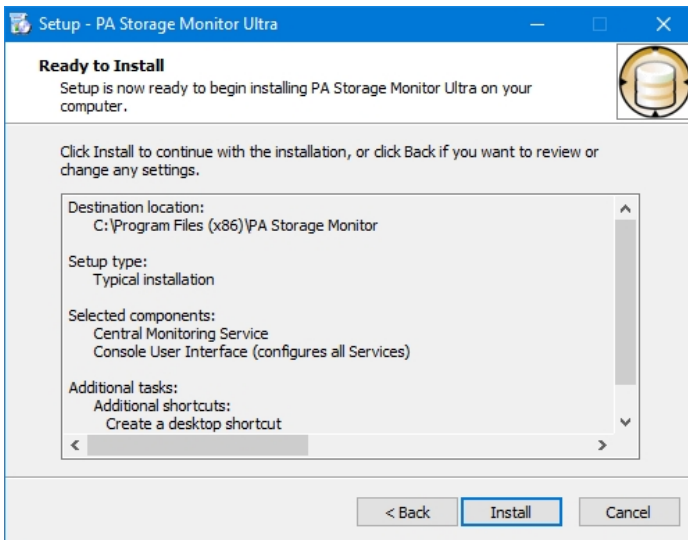 Setup - PA Storage Monitor Ultra
Ready to Install
Setup is now ready to begin installing PA Storage Monitor Ultra on your
computer.
Click Install to continue with the installation, or click Back if you want to review or
change any settings.
Destination location:
C:\Program Files (x86)\PA Storage Monitor
Setup type:
Typical installation
Selected components:
Central Monitoring Service
Console User Interface (configures all Services)
Additional tasks:
Additional shortcuts:
Create a desktop shortcut
< Back
Install
Cancel